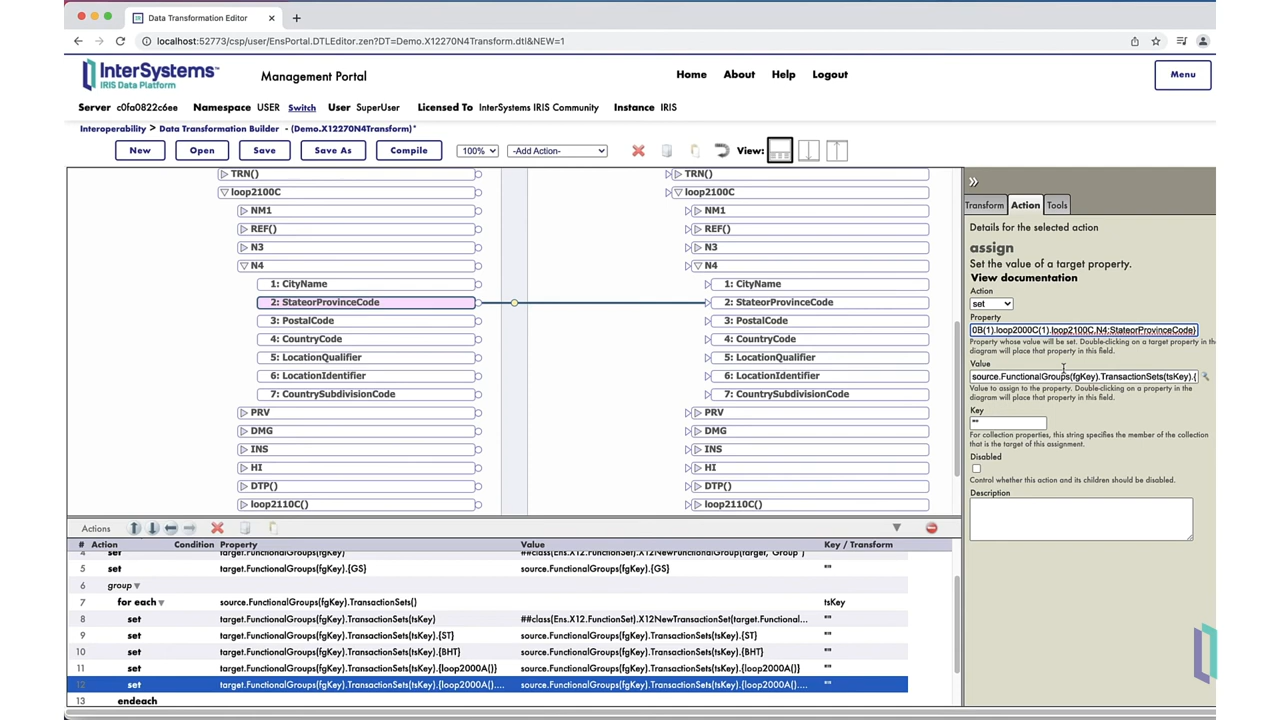 Data Transformation Editor
localhost:52773/csp/user/EnsPortal.DTLEditor.zen?DT=Demo.X12270N4Transform.dtl&NEW=1
InterSystems™
IRIS Data Platform
Management Portal
Home About Help Logout
Menu
Server c0fa0822c6ee Namespace USER Switch User SuperUser Licensed To InterSystems IRIS Community Instance IRIS
Interoperability > Data Transformation Builder - (Demo.X12270N4Transform)*
New Open Save Save As Compile 100% -Add Action- View:
TRN() TRN()
loop2100C loop2100C
NM1 NM1
REF() REF()
N3 N3
N4 N4
1: CityName 1: CityName
2: StateorProvinceCode 2: StateorProvinceCode
3: PostalCode 3: PostalCode
4: CountryCode 4: CountryCode
5: LocationQualifier 5: LocationQualifier
6: LocationIdentifier 6: LocationIdentifier
7: CountrySubdivisionCode 7: CountrySubdivisionCode
PRV PRV
DMG DMG
INS INS
HI HI
DTP() DTP()
loop2110C() loop2110C()
»
Transform Action Tools
Details for the selected action
assign
Set the value of a target property.
View documentation
Action
set
Property
0B(1).loop2000C(1).loop2100C.N4:StateorProvinceCode}
Property whose value will be set. Double-clicking on a target property in the
diagram will place that property in this field.
Value
source.FunctionalGroups(fgKey).TransactionSets(tsKey).{
Value to assign to the property. Double-clicking on a property in the
diagram will place that property in this field.
Key
""
For collection properties, this string specifies the member of the collection
that is the target of this assignment.
Disabled
Control whether this action and its children should be disabled.
Description
Actions
# Action Condition Property Value Key / Transform
4 set target.FunctionalGroups(fgKey) ##class(Ens.X12.FunctionSet).X12NewFunctionalGroup(target,"Group") ""
5 set target.FunctionalGroups(fgKey).{GS} source.FunctionalGroups(fgKey).{GS} ""
6 group
7 for each source.FunctionalGroups(fgKey).TransactionSets() tsKey
8 set target.FunctionalGroups(fgKey).TransactionSets(tsKey) ##class(Ens.X12.FunctionSet).X12NewTransactionSet(target.Functional... ""
9 set target.FunctionalGroups(fgKey).TransactionSets(tsKey).{ST} source.FunctionalGroups(fgKey).TransactionSets(tsKey).{ST} ""
10 set target.FunctionalGroups(fgKey).TransactionSets(tsKey).{BHT} source.FunctionalGroups(fgKey).TransactionSets(tsKey).{BHT} ""
11 set target.FunctionalGroups(fgKey).TransactionSets(tsKey).{loop2000A()} source.FunctionalGroups(fgKey).TransactionSets(tsKey).{loop2000A()} ""
12 set target.FunctionalGroups(fgKey).TransactionSets(tsKey).{loop2000A().... source.FunctionalGroups(fgKey).TransactionSets(tsKey).{loop2000A().... ""
13 endeach